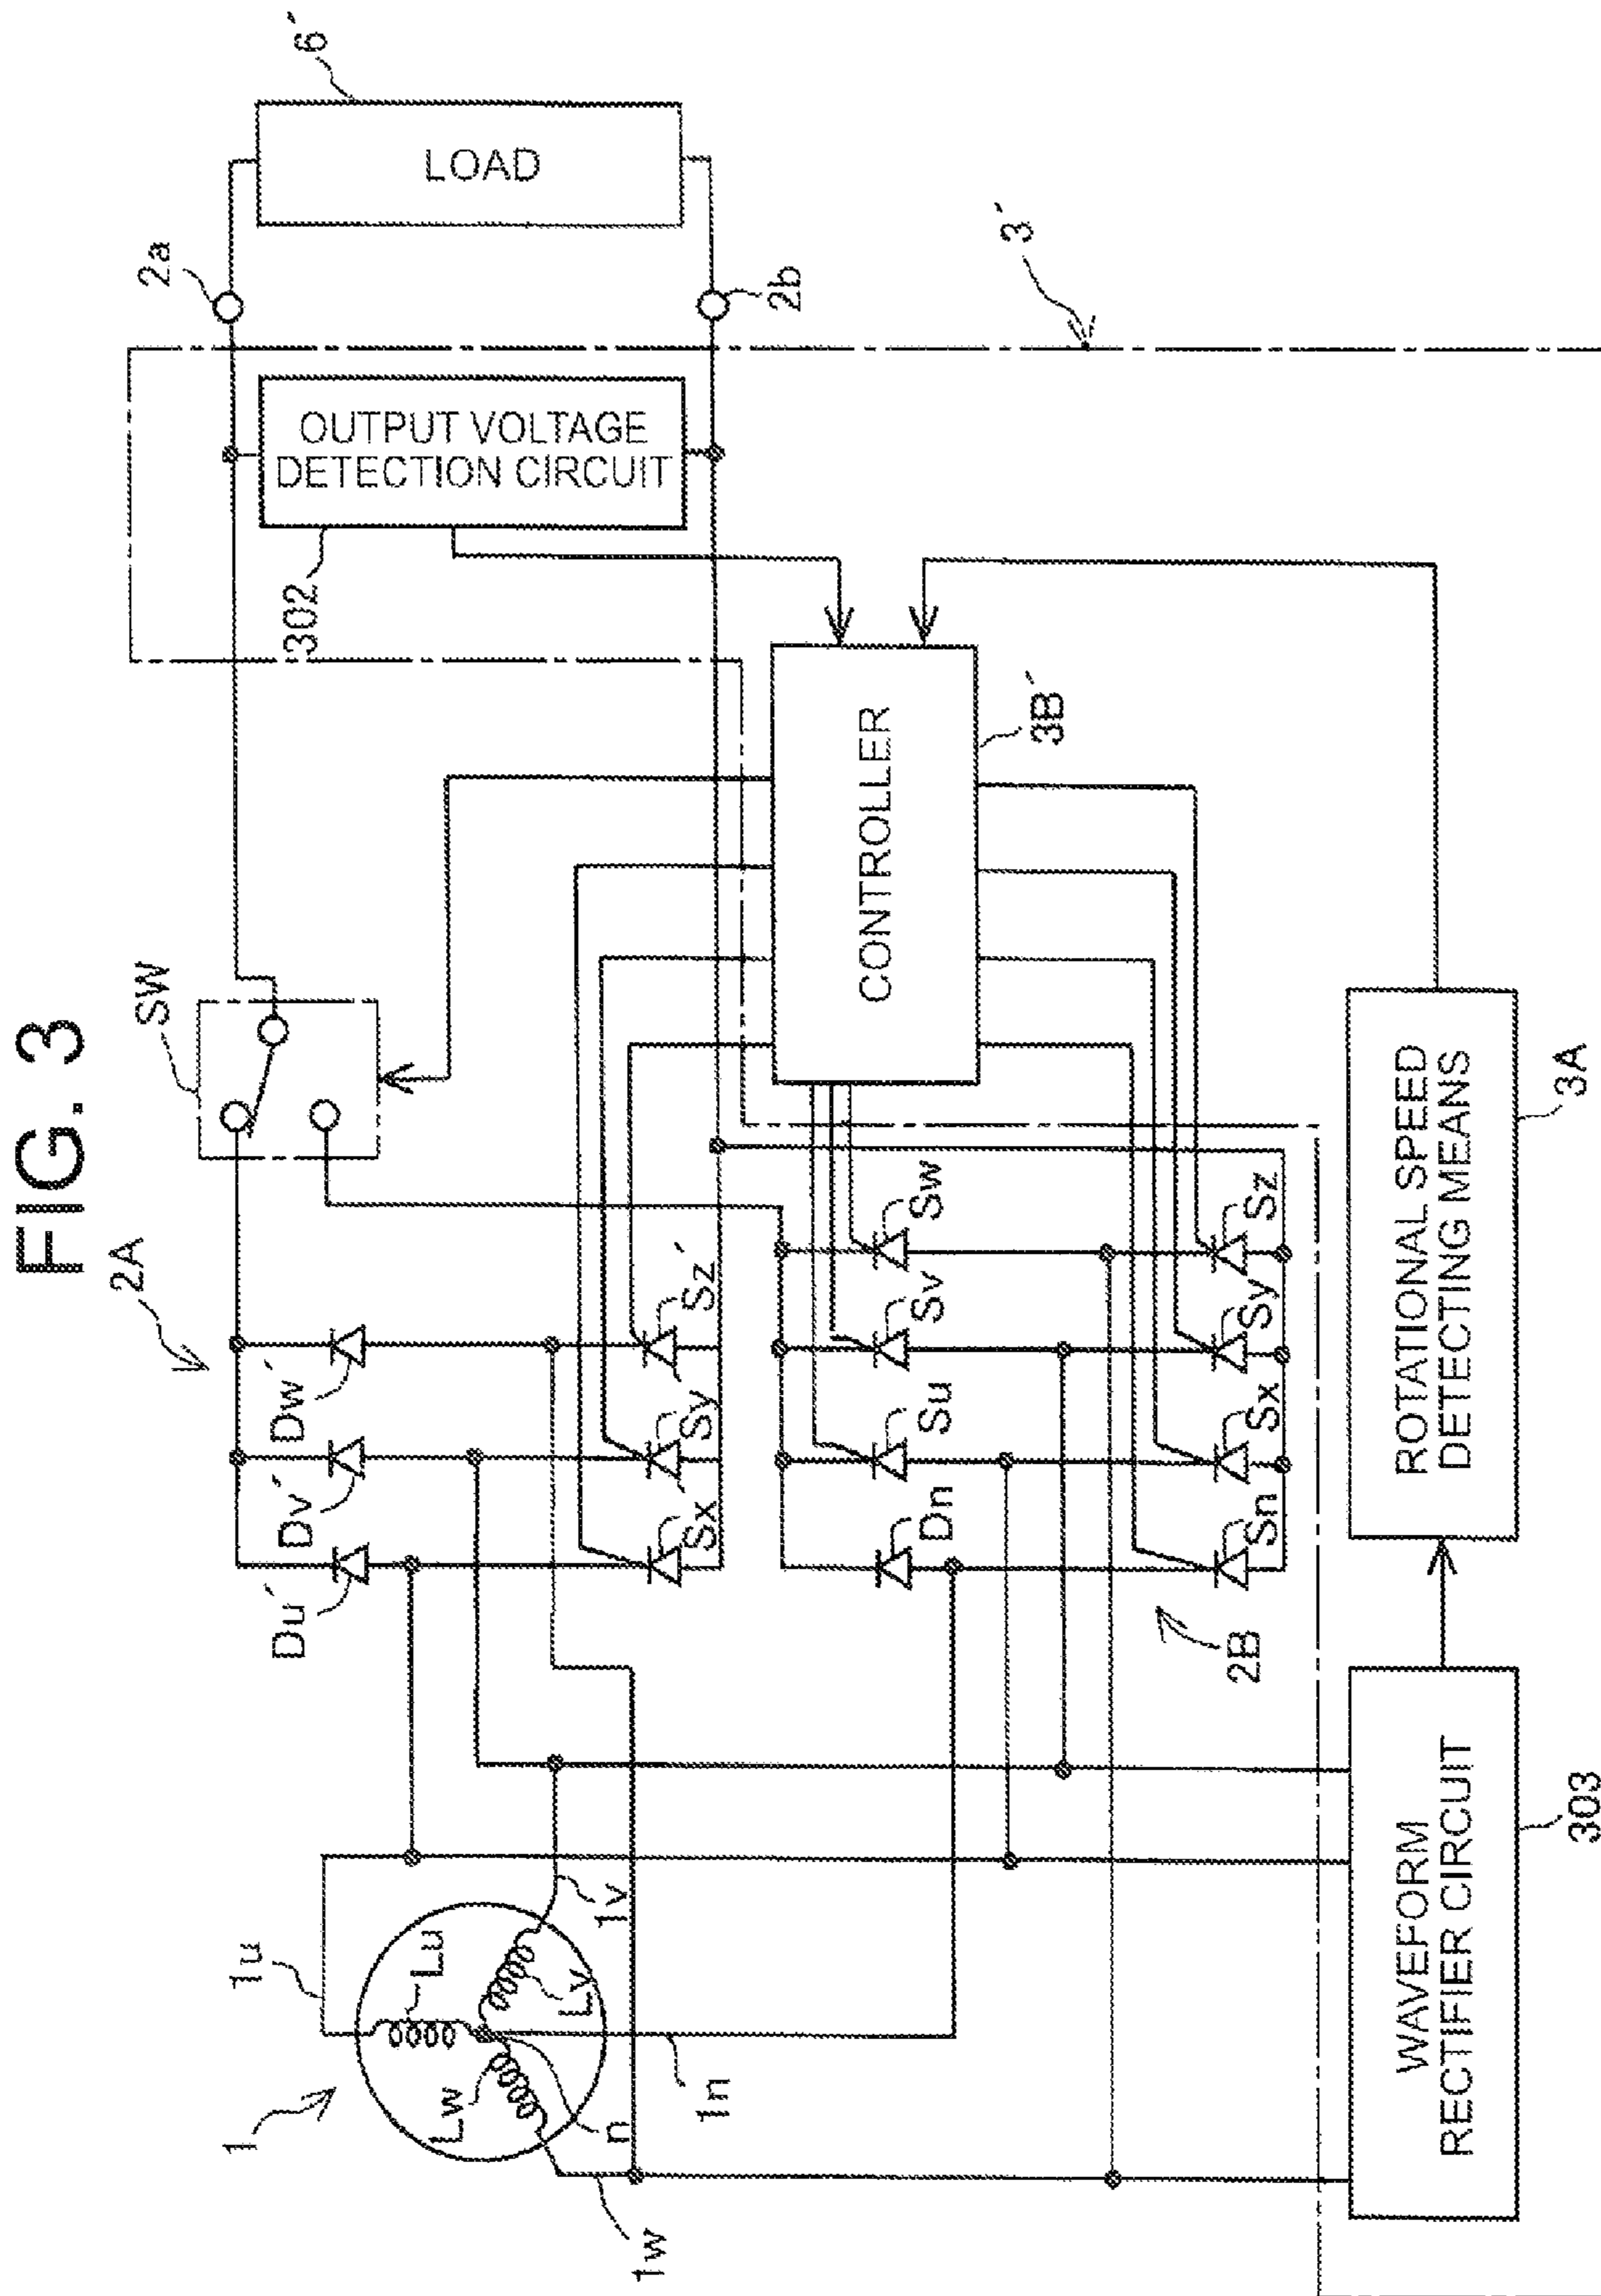 FIG. 3
1
1u
Lu
Lw
Lv
n
1v
1n
1w
2A
Du´
Dv´
Dw´
Sx´
Sy´
Sz´
SW
2a
6´
LOAD
2b
OUTPUT VOLTAGE
DETECTION CIRCUIT
302
3´
CONTROLLER
3B´
Dn
Su
Sv
Sw
Sn
Sx
Sy
Sz
2B
WAVEFORM
RECTIFIER CIRCUIT
303
ROTATIONAL SPEED
DETECTING MEANS
3A